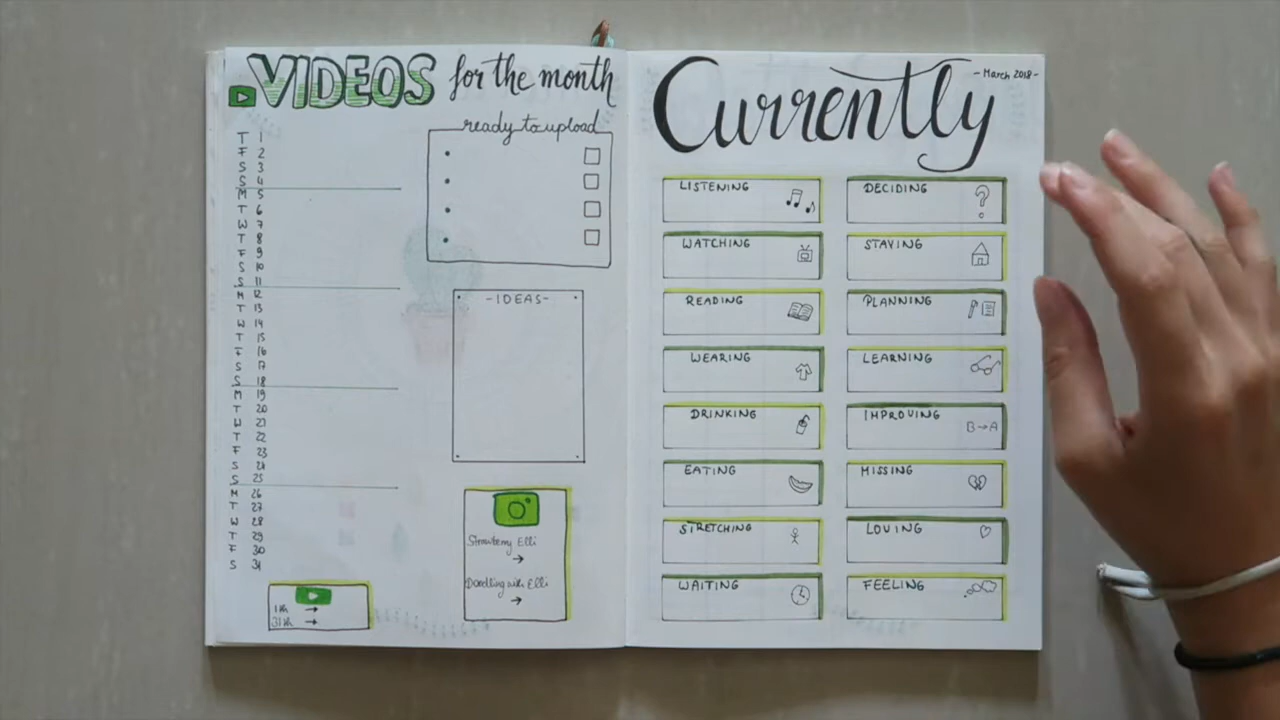 VIDEOS for the month
ready to upload
T 1
F 2
S 3
S 4
M 5
T 6
W 7
T 8
F 9
S 10
S 11
M 12
T 13
W 14
T 15
F 16
S 17
S 18
M 19
T 20
W 21
T 22
F 23
S 24
S 25
M 26
T 27
W 28
T 29
F 30
S 31
-IDEAS-
Strawberry Elli
→
Doodling with Elli
→
1th →
31th →
Currently
-March 2018-
LISTENING
WATCHING
READING
WEARING
DRINKING
EATING
STRETCHING
WAITING
DECIDING
STAYING
PLANNING
LEARNING
IMPROVING
B→A
MISSING
LOVING
FEELING